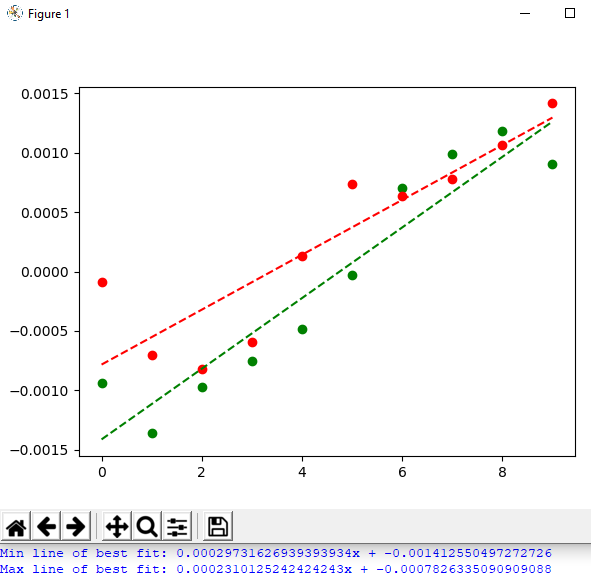 Figure 1
0.0015
0.0010
0.0005
0.0000
−0.0005
−0.0010
−0.0015
0 2 4 6 8
Min line of best fit: 0.00029731626939393934x + -0.001412550497272726
Max line of best fit: 0.0002310125242424243x + -0.0007826335090909088